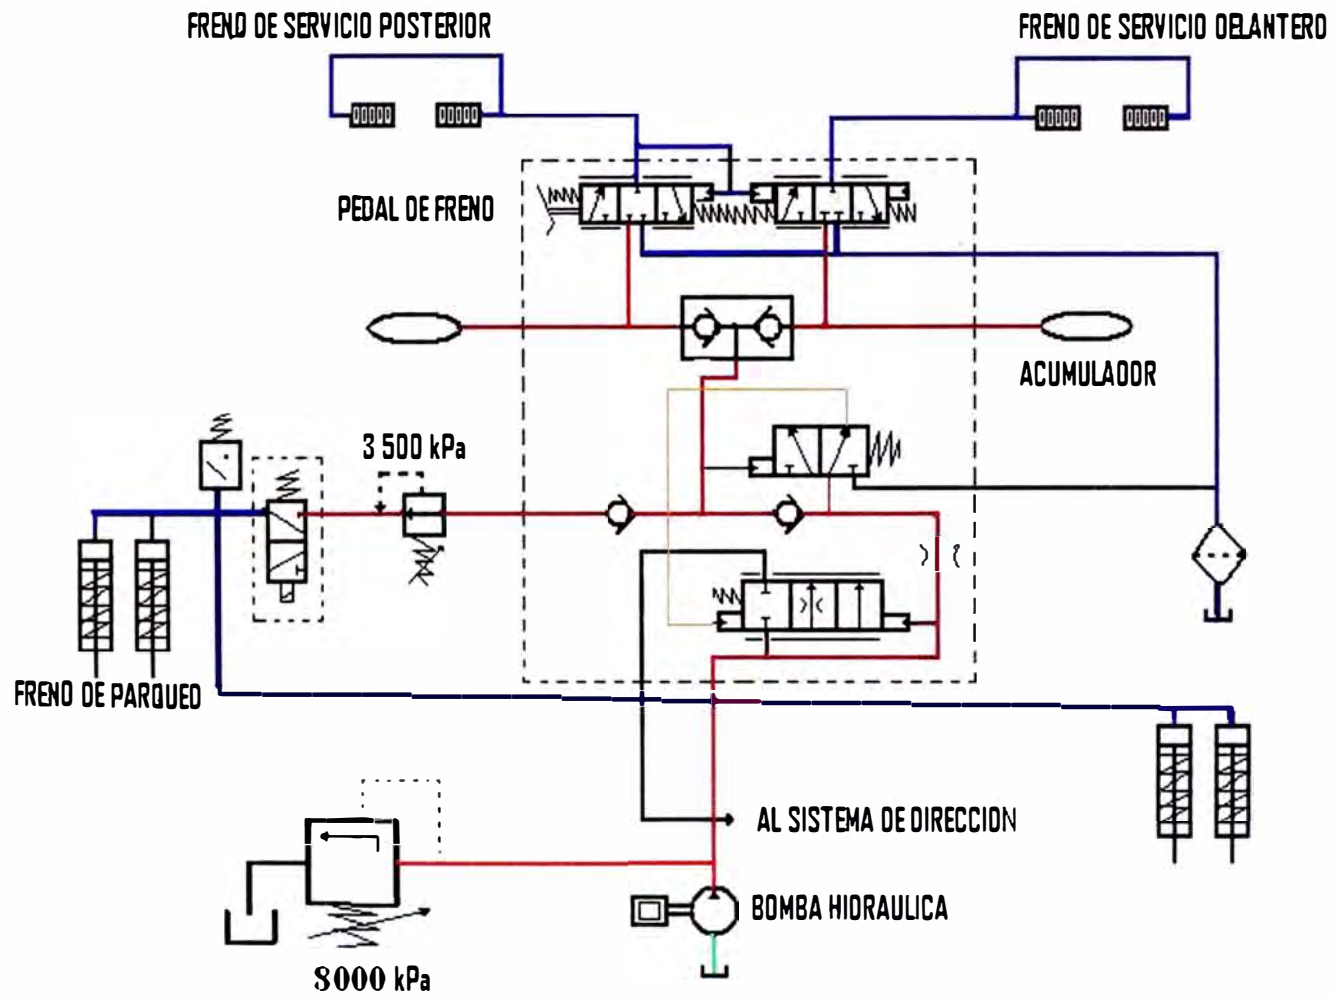 FRENO DE SERVICIO POSTERIOR
FRENO DE SERVICIO DELANTERO
PEDAL DE FRENO
ACUMULADOR
3 500 kPa
FRENO DE PARQUEO
AL SISTEMA DE DIRECCION
BOMBA HIDRAULICA
8000 kPa